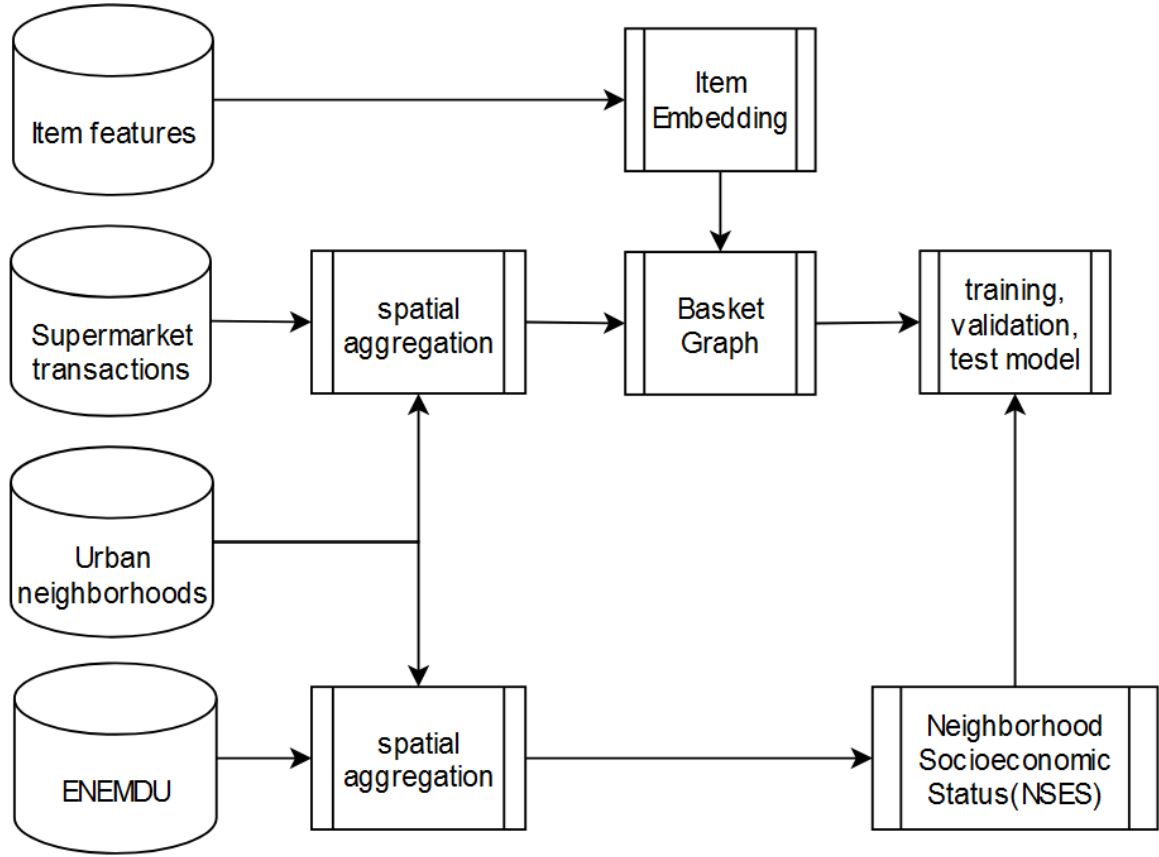 Item features
Item
Embedding
Supermarket
transactions
spatial
aggregation
Basket
Graph
training,
validation,
test model
Urban
neighborhoods
ENEMDU
spatial
aggregation
Neighborhood
Socioeconomic
Status(NSES)